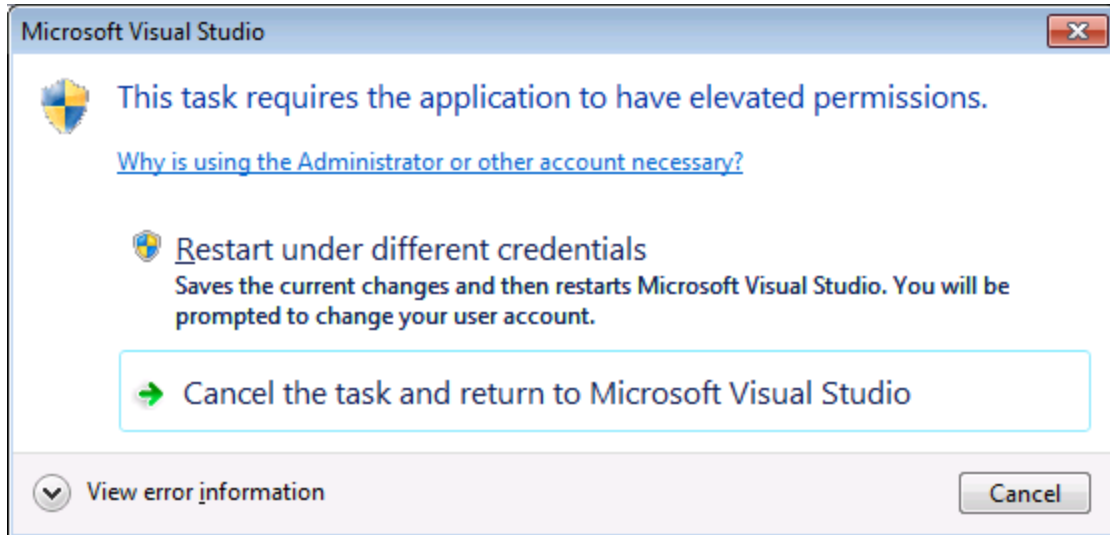 Microsoft Visual Studio
This task requires the application to have elevated permissions.
Why is using the Administrator or other account necessary?
Restart under different credentials
Saves the current changes and then restarts Microsoft Visual Studio. You will be
prompted to change your user account.
Cancel the task and return to Microsoft Visual Studio
View error information
Cancel